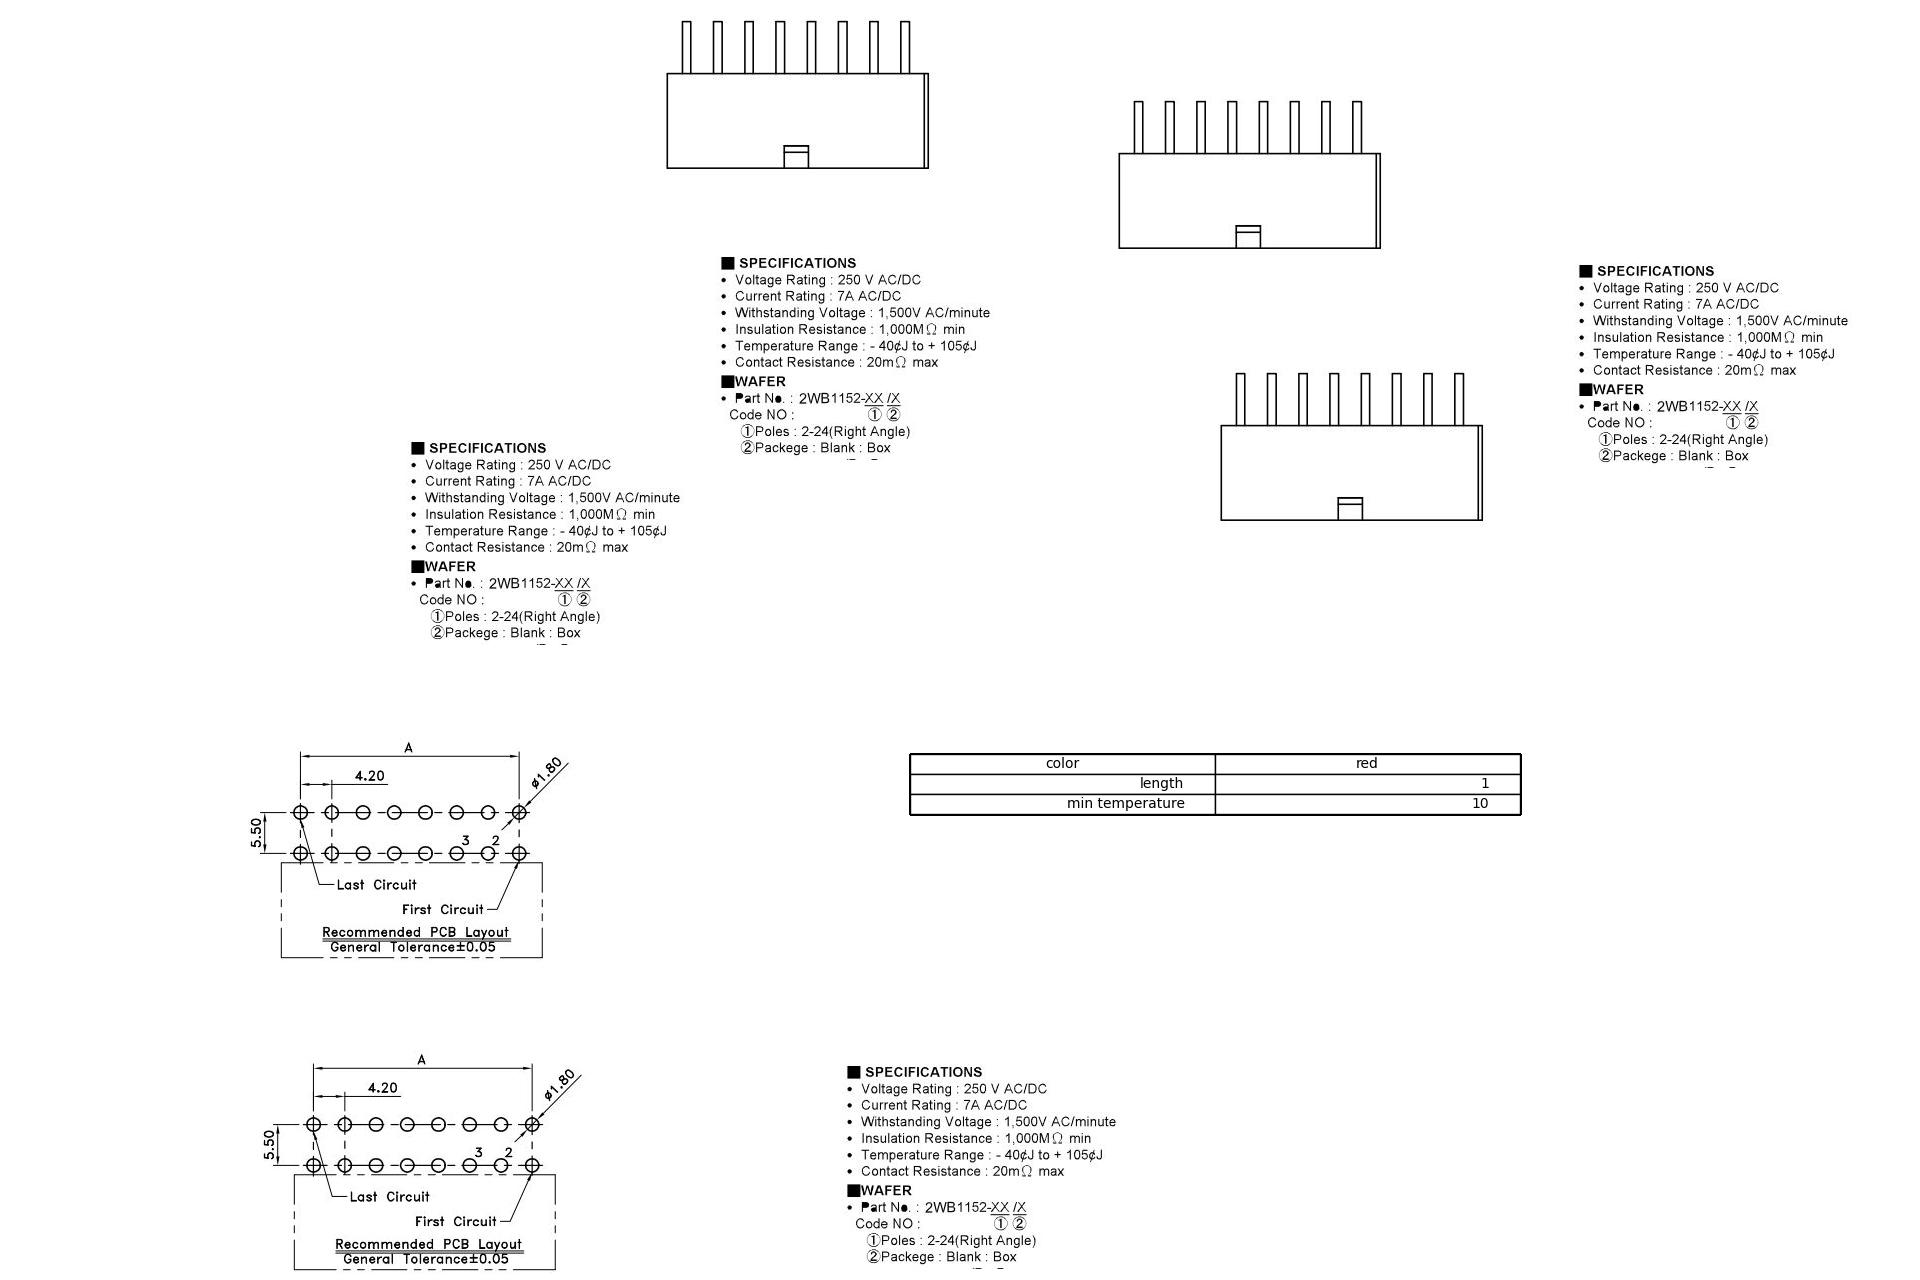 ■ SPECIFICATIONS
• Voltage Rating : 250 V AC/DC
• Current Rating : 7A AC/DC
• Withstanding Voltage : 1,500V AC/minute
• Insulation Resistance : 1,000MΩ min
• Temperature Range : - 40¢J to + 105¢J
• Contact Resistance : 20mΩ max
■WAFER
• Part No. : 2WB1152-XX /X
Code NO : ① ②
①Poles : 2-24(Right Angle)
②Packege : Blank : Box
■ SPECIFICATIONS
• Voltage Rating : 250 V AC/DC
• Current Rating : 7A AC/DC
• Withstanding Voltage : 1,500V AC/minute
• Insulation Resistance : 1,000MΩ min
• Temperature Range : - 40¢J to + 105¢J
• Contact Resistance : 20mΩ max
■WAFER
• Part No. : 2WB1152-XX /X
Code NO : ① ②
①Poles : 2-24(Right Angle)
②Packege : Blank : Box
■ SPECIFICATIONS
• Voltage Rating : 250 V AC/DC
• Current Rating : 7A AC/DC
• Withstanding Voltage : 1,500V AC/minute
• Insulation Resistance : 1,000MΩ min
• Temperature Range : - 40¢J to + 105¢J
• Contact Resistance : 20mΩ max
■WAFER
• Part No. : 2WB1152-XX /X
Code NO : ① ②
①Poles : 2-24(Right Angle)
②Packege : Blank : Box
A
4.20
ø1.80
5.50
3 2
Last Circuit
First Circuit
Recommended PCB Layout
General Tolerance±0.05
color red
length 1
min temperature 10
A
4.20
ø1.80
5.50
3 2
Last Circuit
First Circuit
Recommended PCB Layout
General Tolerance±0.05
■ SPECIFICATIONS
• Voltage Rating : 250 V AC/DC
• Current Rating : 7A AC/DC
• Withstanding Voltage : 1,500V AC/minute
• Insulation Resistance : 1,000MΩ min
• Temperature Range : - 40¢J to + 105¢J
• Contact Resistance : 20mΩ max
■WAFER
• Part No. : 2WB1152-XX /X
Code NO : ① ②
①Poles : 2-24(Right Angle)
②Packege : Blank : Box